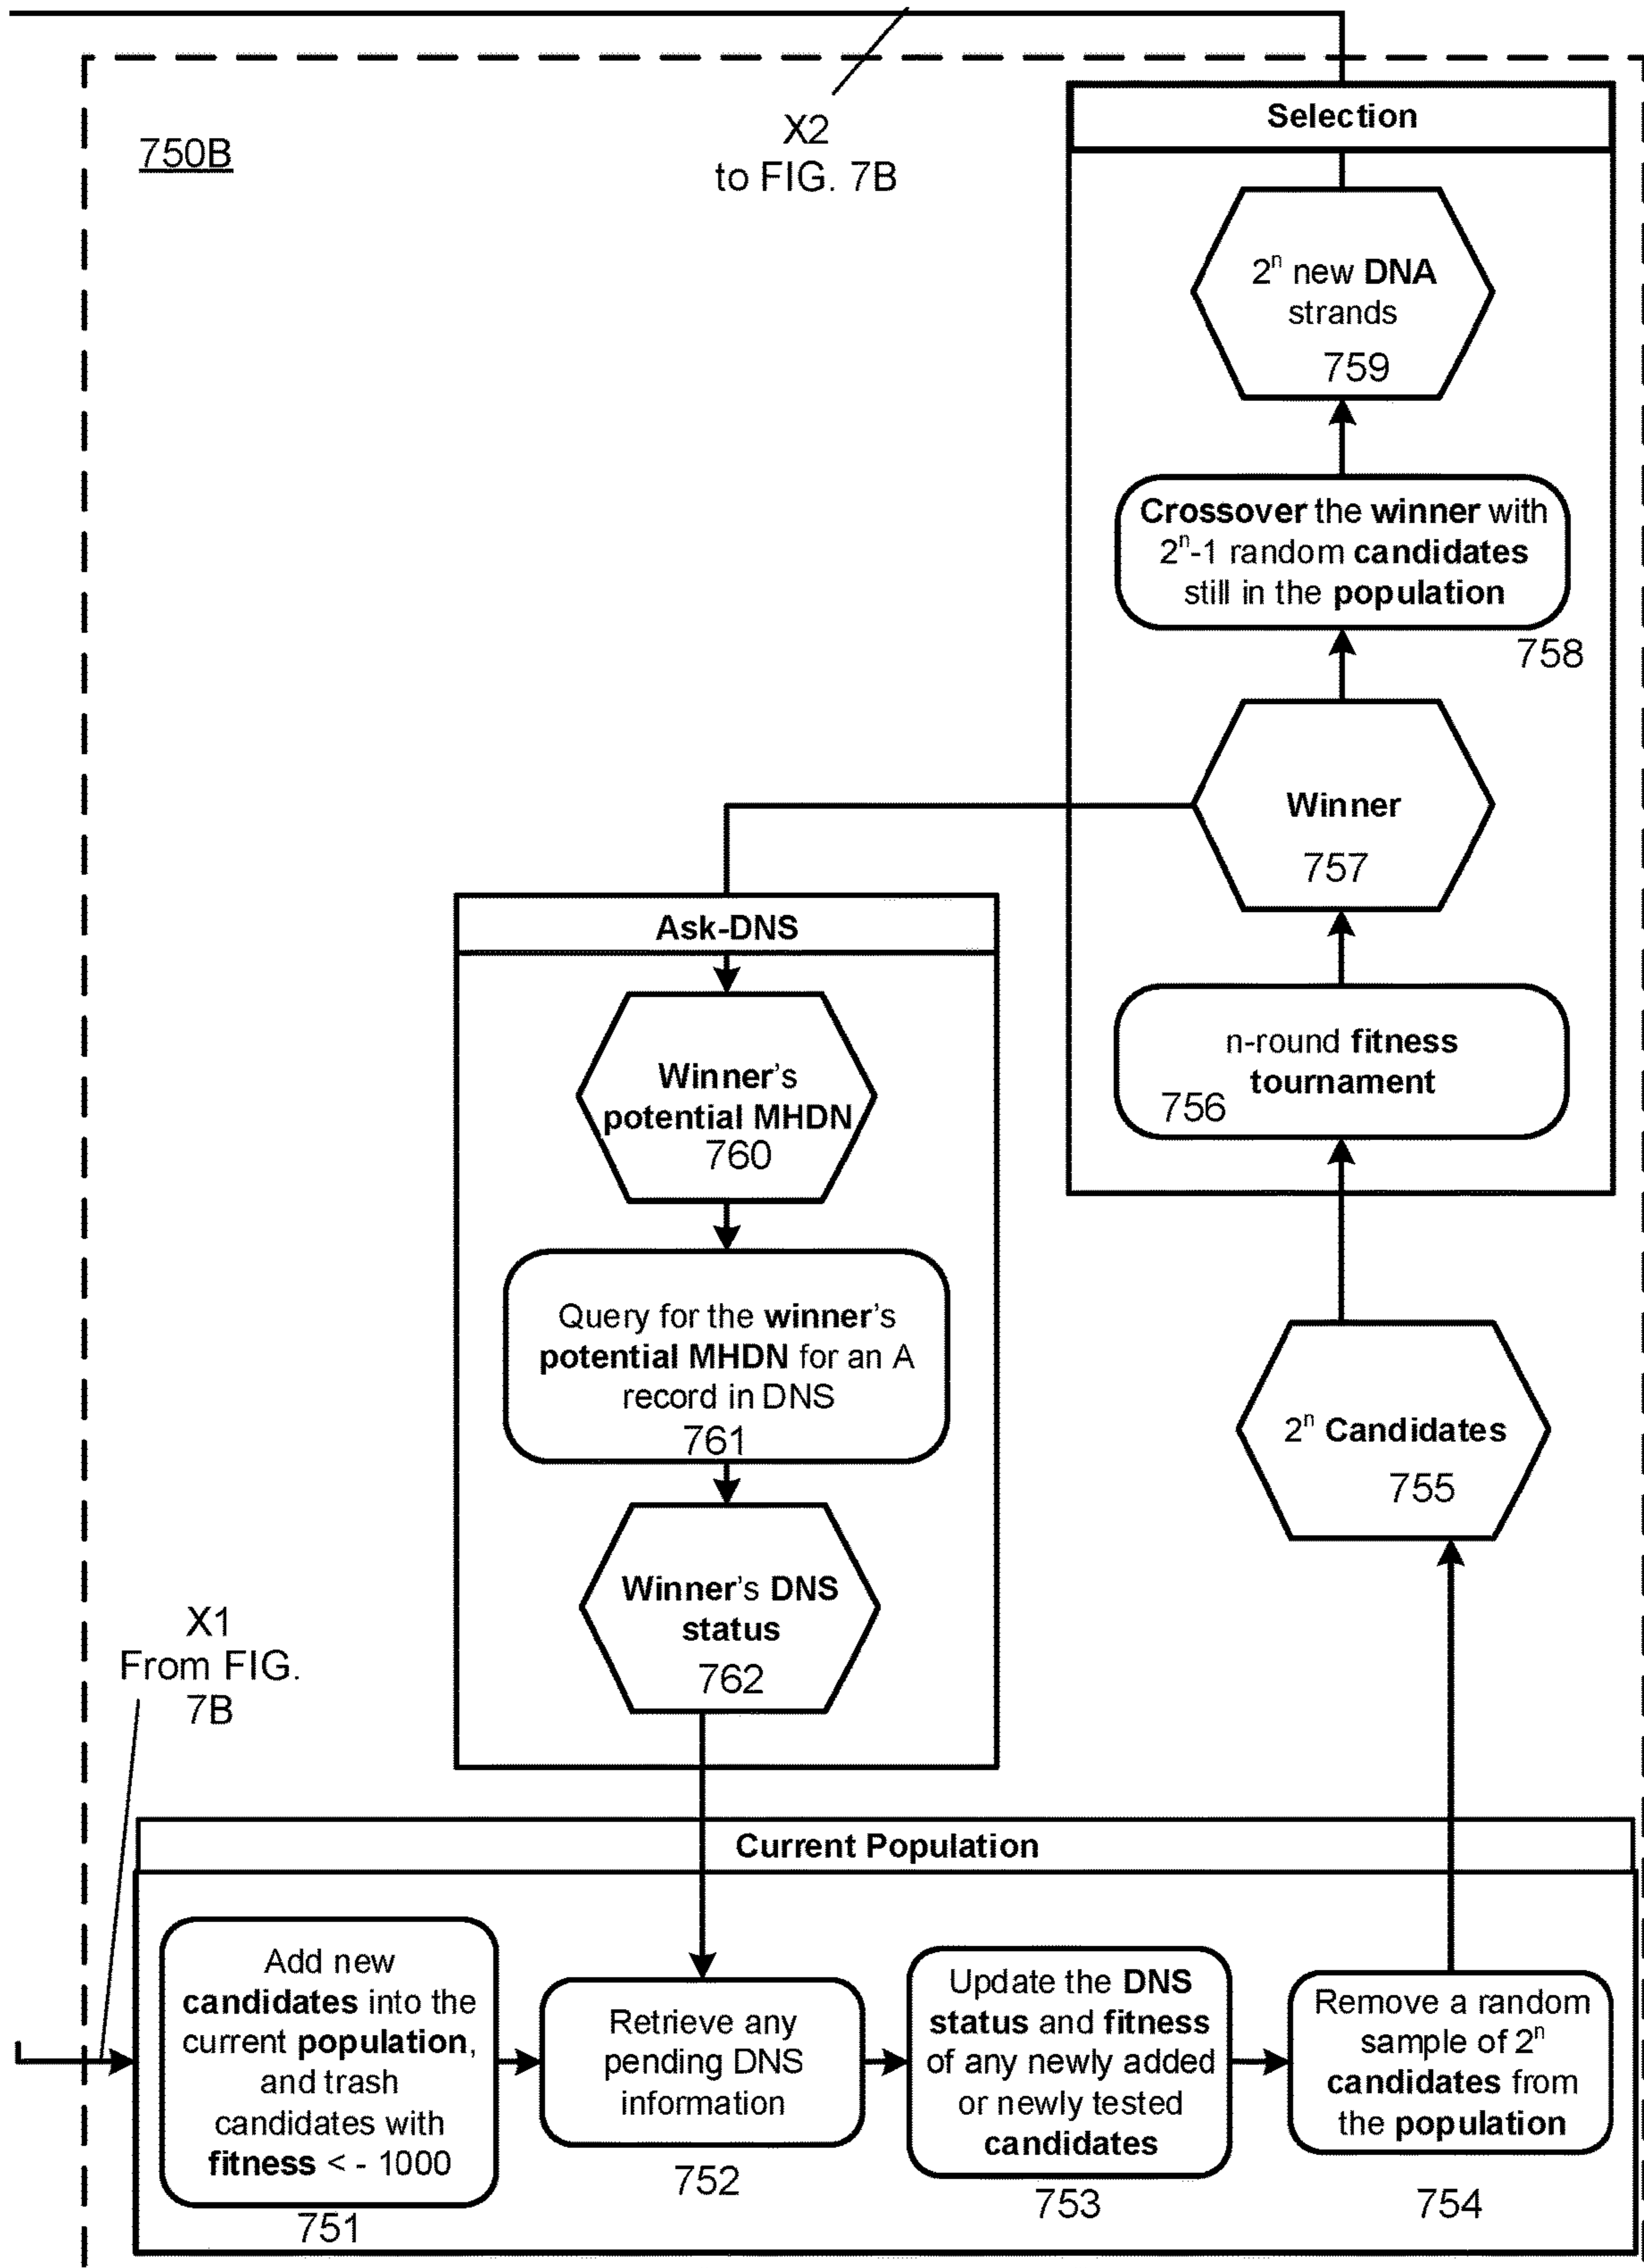 X2
to FIG. 7B
750B
Selection
2ⁿ new DNA
strands
759
Crossover the winner with
2ⁿ-1 random candidates
still in the population
758
Winner
757
n-round fitness
tournament
756
Ask-DNS
Winner's
potential MHDN
760
Query for the winner's
potential MHDN for an A
record in DNS
761
Winner's DNS
status
762
2ⁿ Candidates
755
X1
From FIG.
7B
Current Population
Add new
candidates into the
current population,
and trash
candidates with
fitness < - 1000
751
Retrieve any
pending DNS
information
752
Update the DNS
status and fitness
of any newly added
or newly tested
candidates
753
Remove a random
sample of 2ⁿ
candidates from
the population
754